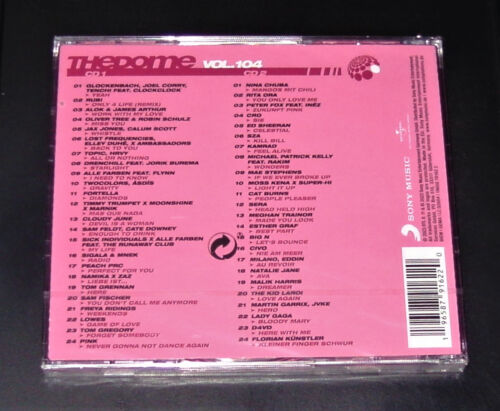 THEDOME VOL.104
CD 1
01 GLOCKENBACH, JOEL CORRY,
TENCHI FEAT. CLOCKCLOCK
► YEAH
02 RUBI
► ONLY 4 LIFE (REMIX)
03 ALOK & JAMES ARTHUR
► WORK WITH MY LOVE
04 OLIVER TREE & ROBIN SCHULZ
► MISS YOU
05 JAX JONES, CALUM SCOTT
► WHISTLE
06 LOST FREQUENCIES,
ELLEY DUHÉ, X AMBASSADORS
► BACK TO YOU
07 TOPIC, HRVY
► ALL OR NOTHING
08 DRENCHILL FEAT. JORIK BUREMA
► STARLIGHT
09 ALLE FARBEN FEAT. FLYNN
► I NEED TO KNOW
10 TWOCOLORS, ÁSDÍS
► GRAVITY
11 FORTELLA
► DIAMONDS
12 TIMMY TRUMPET X MOONSHINE
X MARNIK
► MAS QUE NADA
13 CLOUDY JUNE
► DEVIL IS A WOMAN
14 SAM FELDT, CATE DOWNEY
► ENOUGH TO DRINK
15 SICK INDIVIDUALS X ALLE FARBEN
FEAT. THE RUNAWAY CLUB
► MY LIFE
16 SIGALA & MNEK
► RADIO
17 PEACH PRC
► PERFECT FOR YOU
18 NAMIKA X ZAZ
► LIEBE IST...
19 TOM GRENNAN
► HERE
20 SAM FISCHER
► YOU DON'T CALL ME ANYMORE
21 FREYA RIDINGS
► WEEKENDS
22 LOWES
► GAME OF LOVE
23 TOM GREGORY
► FORGET SOMEBODY
24 P!NK
► NEVER GONNA NOT DANCE AGAIN
CD 2
01 NINA CHUBA
► MANGOS MIT CHILI
02 RITA ORA
► YOU ONLY LOVE ME
03 PETER FOX FEAT. INÉZ
► ZUKUNFT PINK
04 CRO
► SIE
05 ED SHEERAN
► CELESTIAL
06 SZA
► KILL BILL
07 KAMRAD
► FEEL ALIVE
08 MICHAEL PATRICK KELLY
FEAT. RAKIM
► WONDERS
09 MAE STEPHENS
► IF WE EVER BROKE UP
10 MOSS KENA X SUPER-HI
► LIGHT IT UP
11 CAT BURNS
► PEOPLE PLEASER
12 SERA
► HEAD HELD HIGH
13 MEGHAN TRAINOR
► MADE YOU LOOK
14 ESTHER GRAF
► REST PART
15 BIG N
► LET'S BOUNCE
16 CIVO
► NIE AM MEER
17 MILANO, EDDIN
► AU REVOIR
18 NATALIE JANE
► AVA
19 MALIK HARRIS
► DREAMER
20 THE KID LAROI
► LOVE AGAIN
21 MARTIN GARRIX, JVKE
► HERO
22 LADY GAGA
► BLOODY MARY
23 D4VD
► HERE WITH ME
24 FLORIAN KÜNSTLER
► KLEINER FINGER SCHWUR
SONY MUSIC
1 96587 91622 0